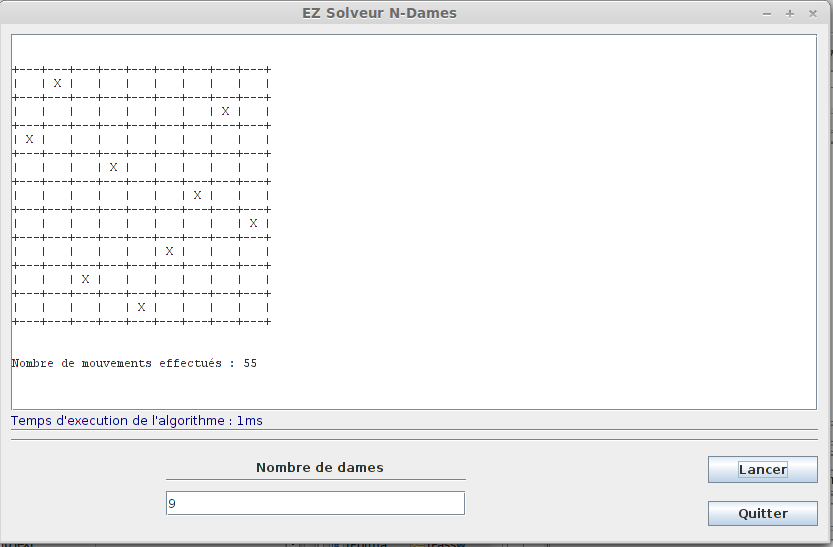 EZ Solveur N-Dames
+---+---+---+---+---+---+---+---+---+
|   | X |   |   |   |   |   |   |   |
+---+---+---+---+---+---+---+---+---+
|   |   |   |   |   |   |   | X |   |
+---+---+---+---+---+---+---+---+---+
| X |   |   |   |   |   |   |   |   |
+---+---+---+---+---+---+---+---+---+
|   |   |   | X |   |   |   |   |   |
+---+---+---+---+---+---+---+---+---+
|   |   |   |   |   |   | X |   |   |
+---+---+---+---+---+---+---+---+---+
|   |   |   |   |   |   |   |   | X |
+---+---+---+---+---+---+---+---+---+
|   |   |   |   |   | X |   |   |   |
+---+---+---+---+---+---+---+---+---+
|   |   | X |   |   |   |   |   |   |
+---+---+---+---+---+---+---+---+---+
|   |   |   |   | X |   |   |   |   |
+---+---+---+---+---+---+---+---+---+
Nombre de mouvements effectués : 55
Temps d'execution de l'algorithme : 1ms
Nombre de dames
9
Lancer
Quitter